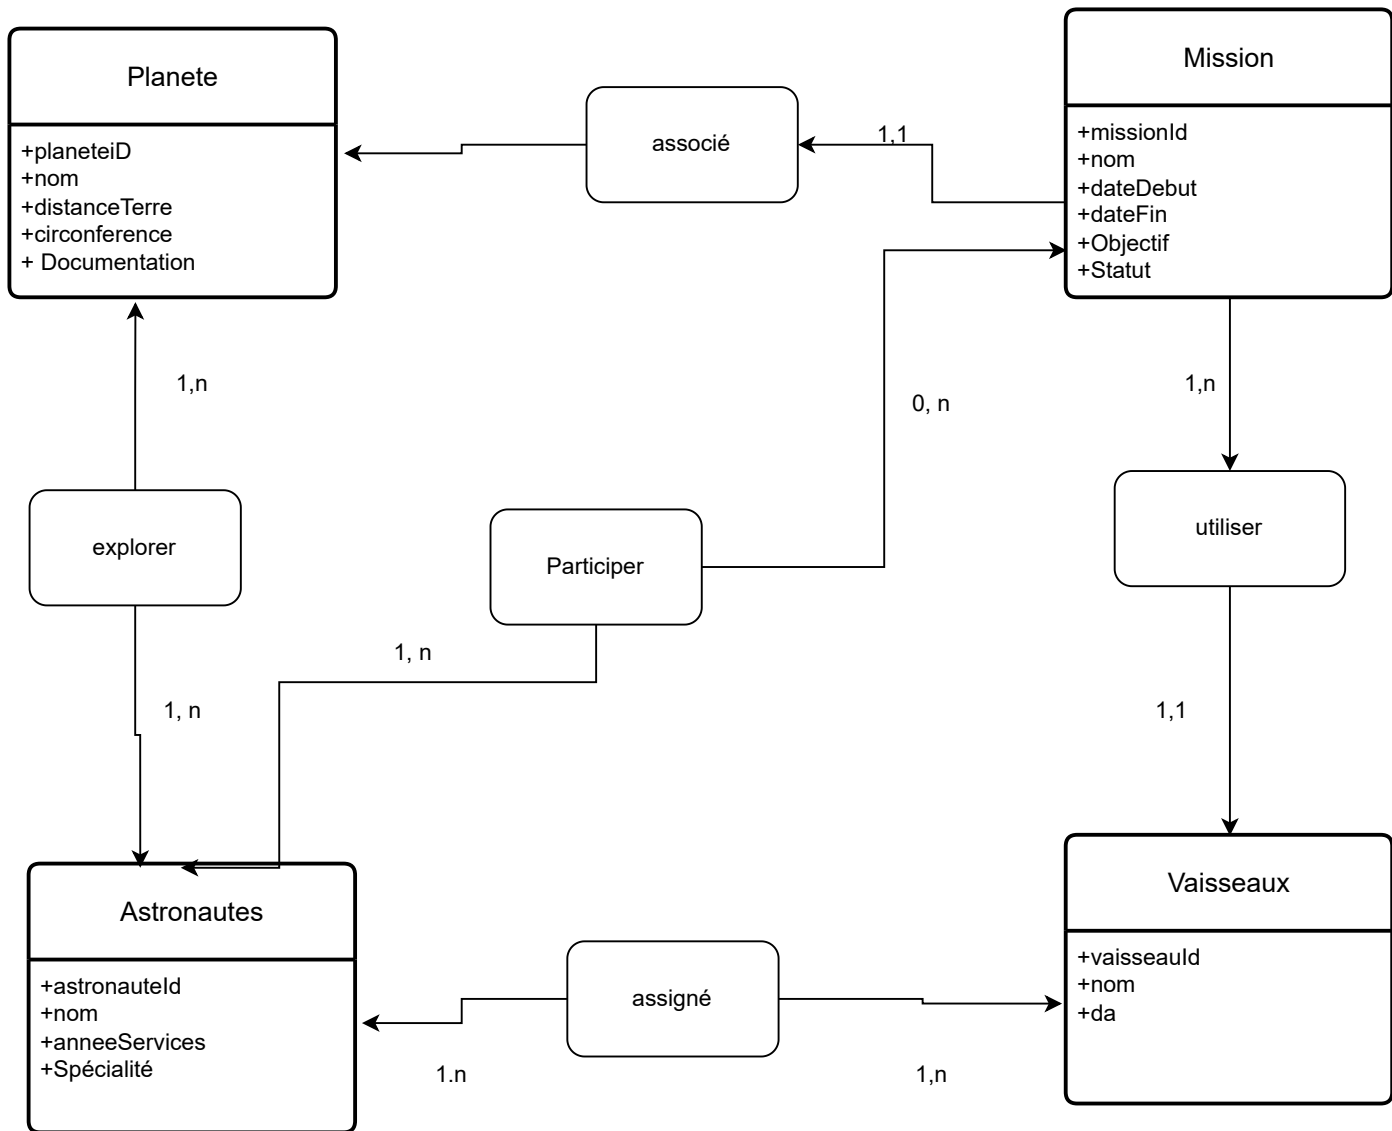 Planete
+planeteiD
+nom
+distanceTerre
+circonference
+ Documentation
associé
1,1
Mission
+missionId
+nom
+dateDebut
+dateFin
+Objectif
+Statut
1,n
0, n
1,n
explorer
Participer
utiliser
1, n
1, n
1,1
Astronautes
+astronauteId
+nom
+anneeServices
+Spécialité
assigné
1.n
1,n
Vaisseaux
+vaisseauId
+nom
+da